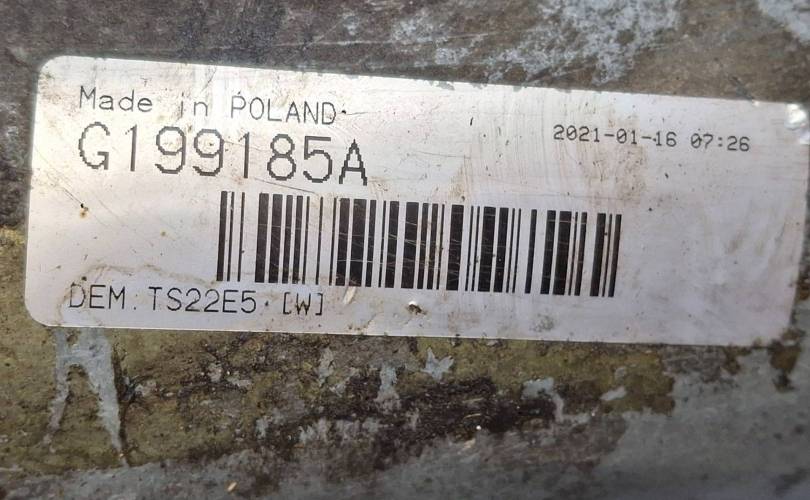 Made in POLAND
2021-01-16 07:26
G199185A
DEM. TS22E5 [W]